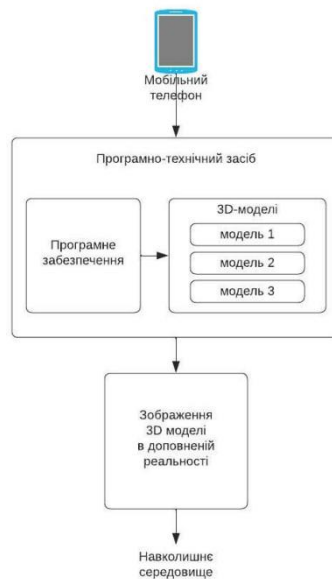 Мобільний
телефон
Програмно-технічний засіб
Програмне
забезпечення
3D-моделі
модель 1
модель 2
модель 3
Зображення
3D моделі
в доповненій
реальності
Навколишнє
середовище